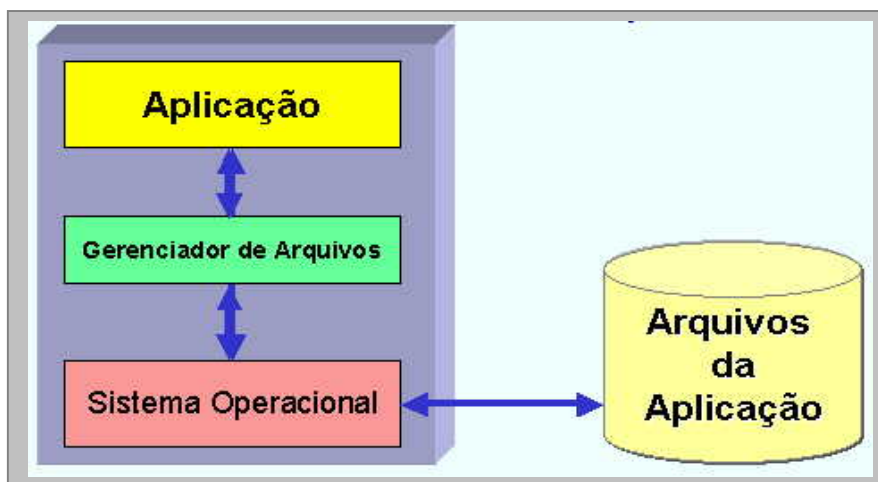 Aplicação
Gerenciador de Arquivos
Sistema Operacional
Arquivos
da
Aplicação